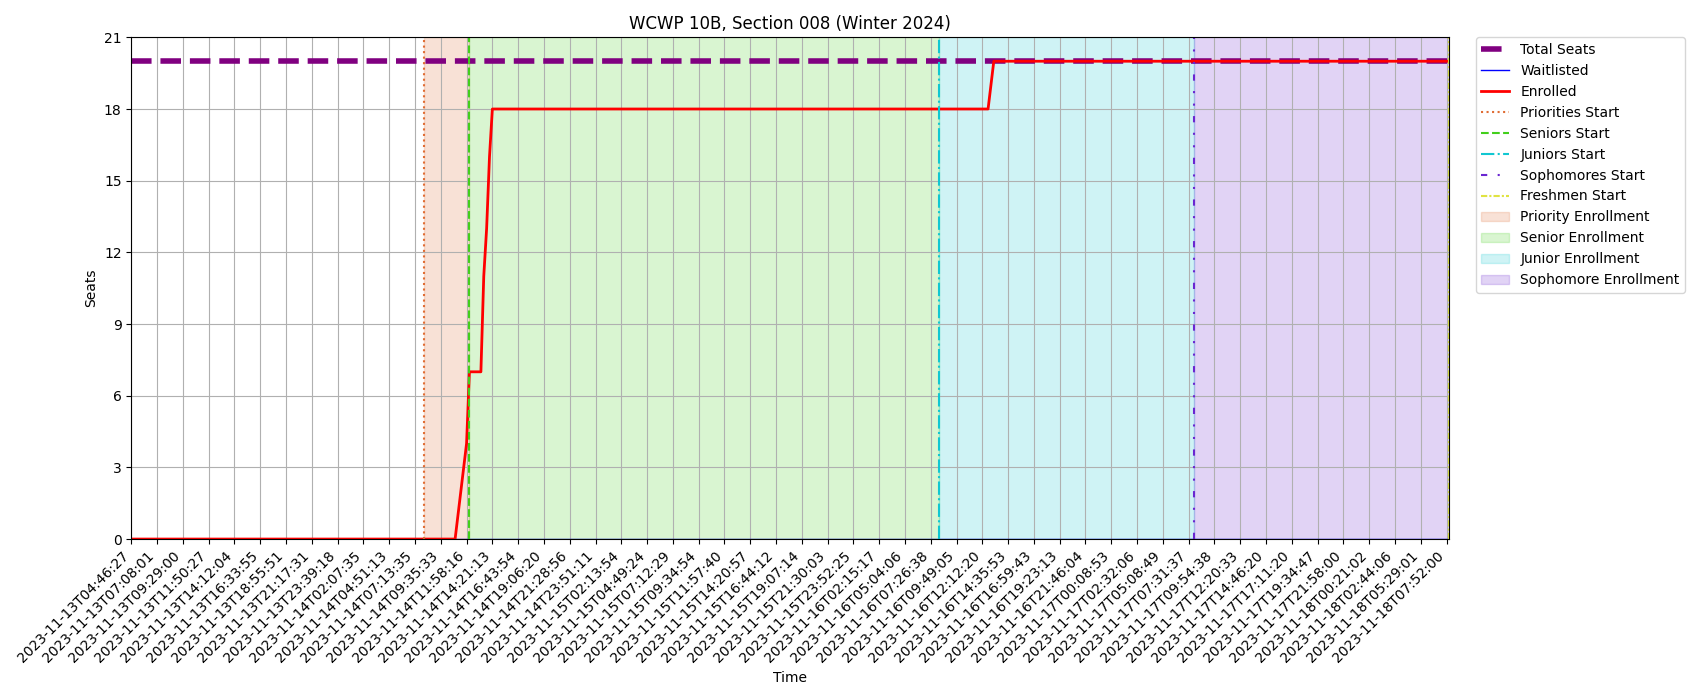 WCWP 10B, Section 008 (Winter 2024)
21
18
15
12
9
6
3
0
Seats
2023-11-13T04:46:27
2023-11-13T07:08:01
2023-11-13T09:29:00
2023-11-13T11:50:27
2023-11-13T14:12:04
2023-11-13T16:33:55
2023-11-13T18:55:51
2023-11-13T21:17:31
2023-11-13T23:39:18
2023-11-14T02:07:35
2023-11-14T04:51:13
2023-11-14T07:13:35
2023-11-14T09:35:33
2023-11-14T11:58:16
2023-11-14T14:21:13
2023-11-14T16:43:54
2023-11-14T19:06:20
2023-11-14T21:28:56
2023-11-14T23:51:11
2023-11-15T02:13:54
2023-11-15T04:49:24
2023-11-15T07:12:29
2023-11-15T09:34:54
2023-11-15T11:57:40
2023-11-15T14:20:57
2023-11-15T16:44:12
2023-11-15T19:07:14
2023-11-15T21:30:03
2023-11-15T23:52:25
2023-11-16T02:15:17
2023-11-16T05:04:06
2023-11-16T07:26:38
2023-11-16T09:49:05
2023-11-16T12:12:20
2023-11-16T14:35:53
2023-11-16T16:59:43
2023-11-16T19:23:13
2023-11-16T21:46:04
2023-11-17T00:08:53
2023-11-17T02:32:06
2023-11-17T05:08:49
2023-11-17T07:31:37
2023-11-17T09:54:38
2023-11-17T12:20:33
2023-11-17T14:46:20
2023-11-17T17:11:20
2023-11-17T19:34:47
2023-11-17T21:58:00
2023-11-18T00:21:02
2023-11-18T02:44:06
2023-11-18T05:29:01
2023-11-18T07:52:00
Time
Total Seats
Waitlisted
Enrolled
Priorities Start
Seniors Start
Juniors Start
Sophomores Start
Freshmen Start
Priority Enrollment
Senior Enrollment
Junior Enrollment
Sophomore Enrollment